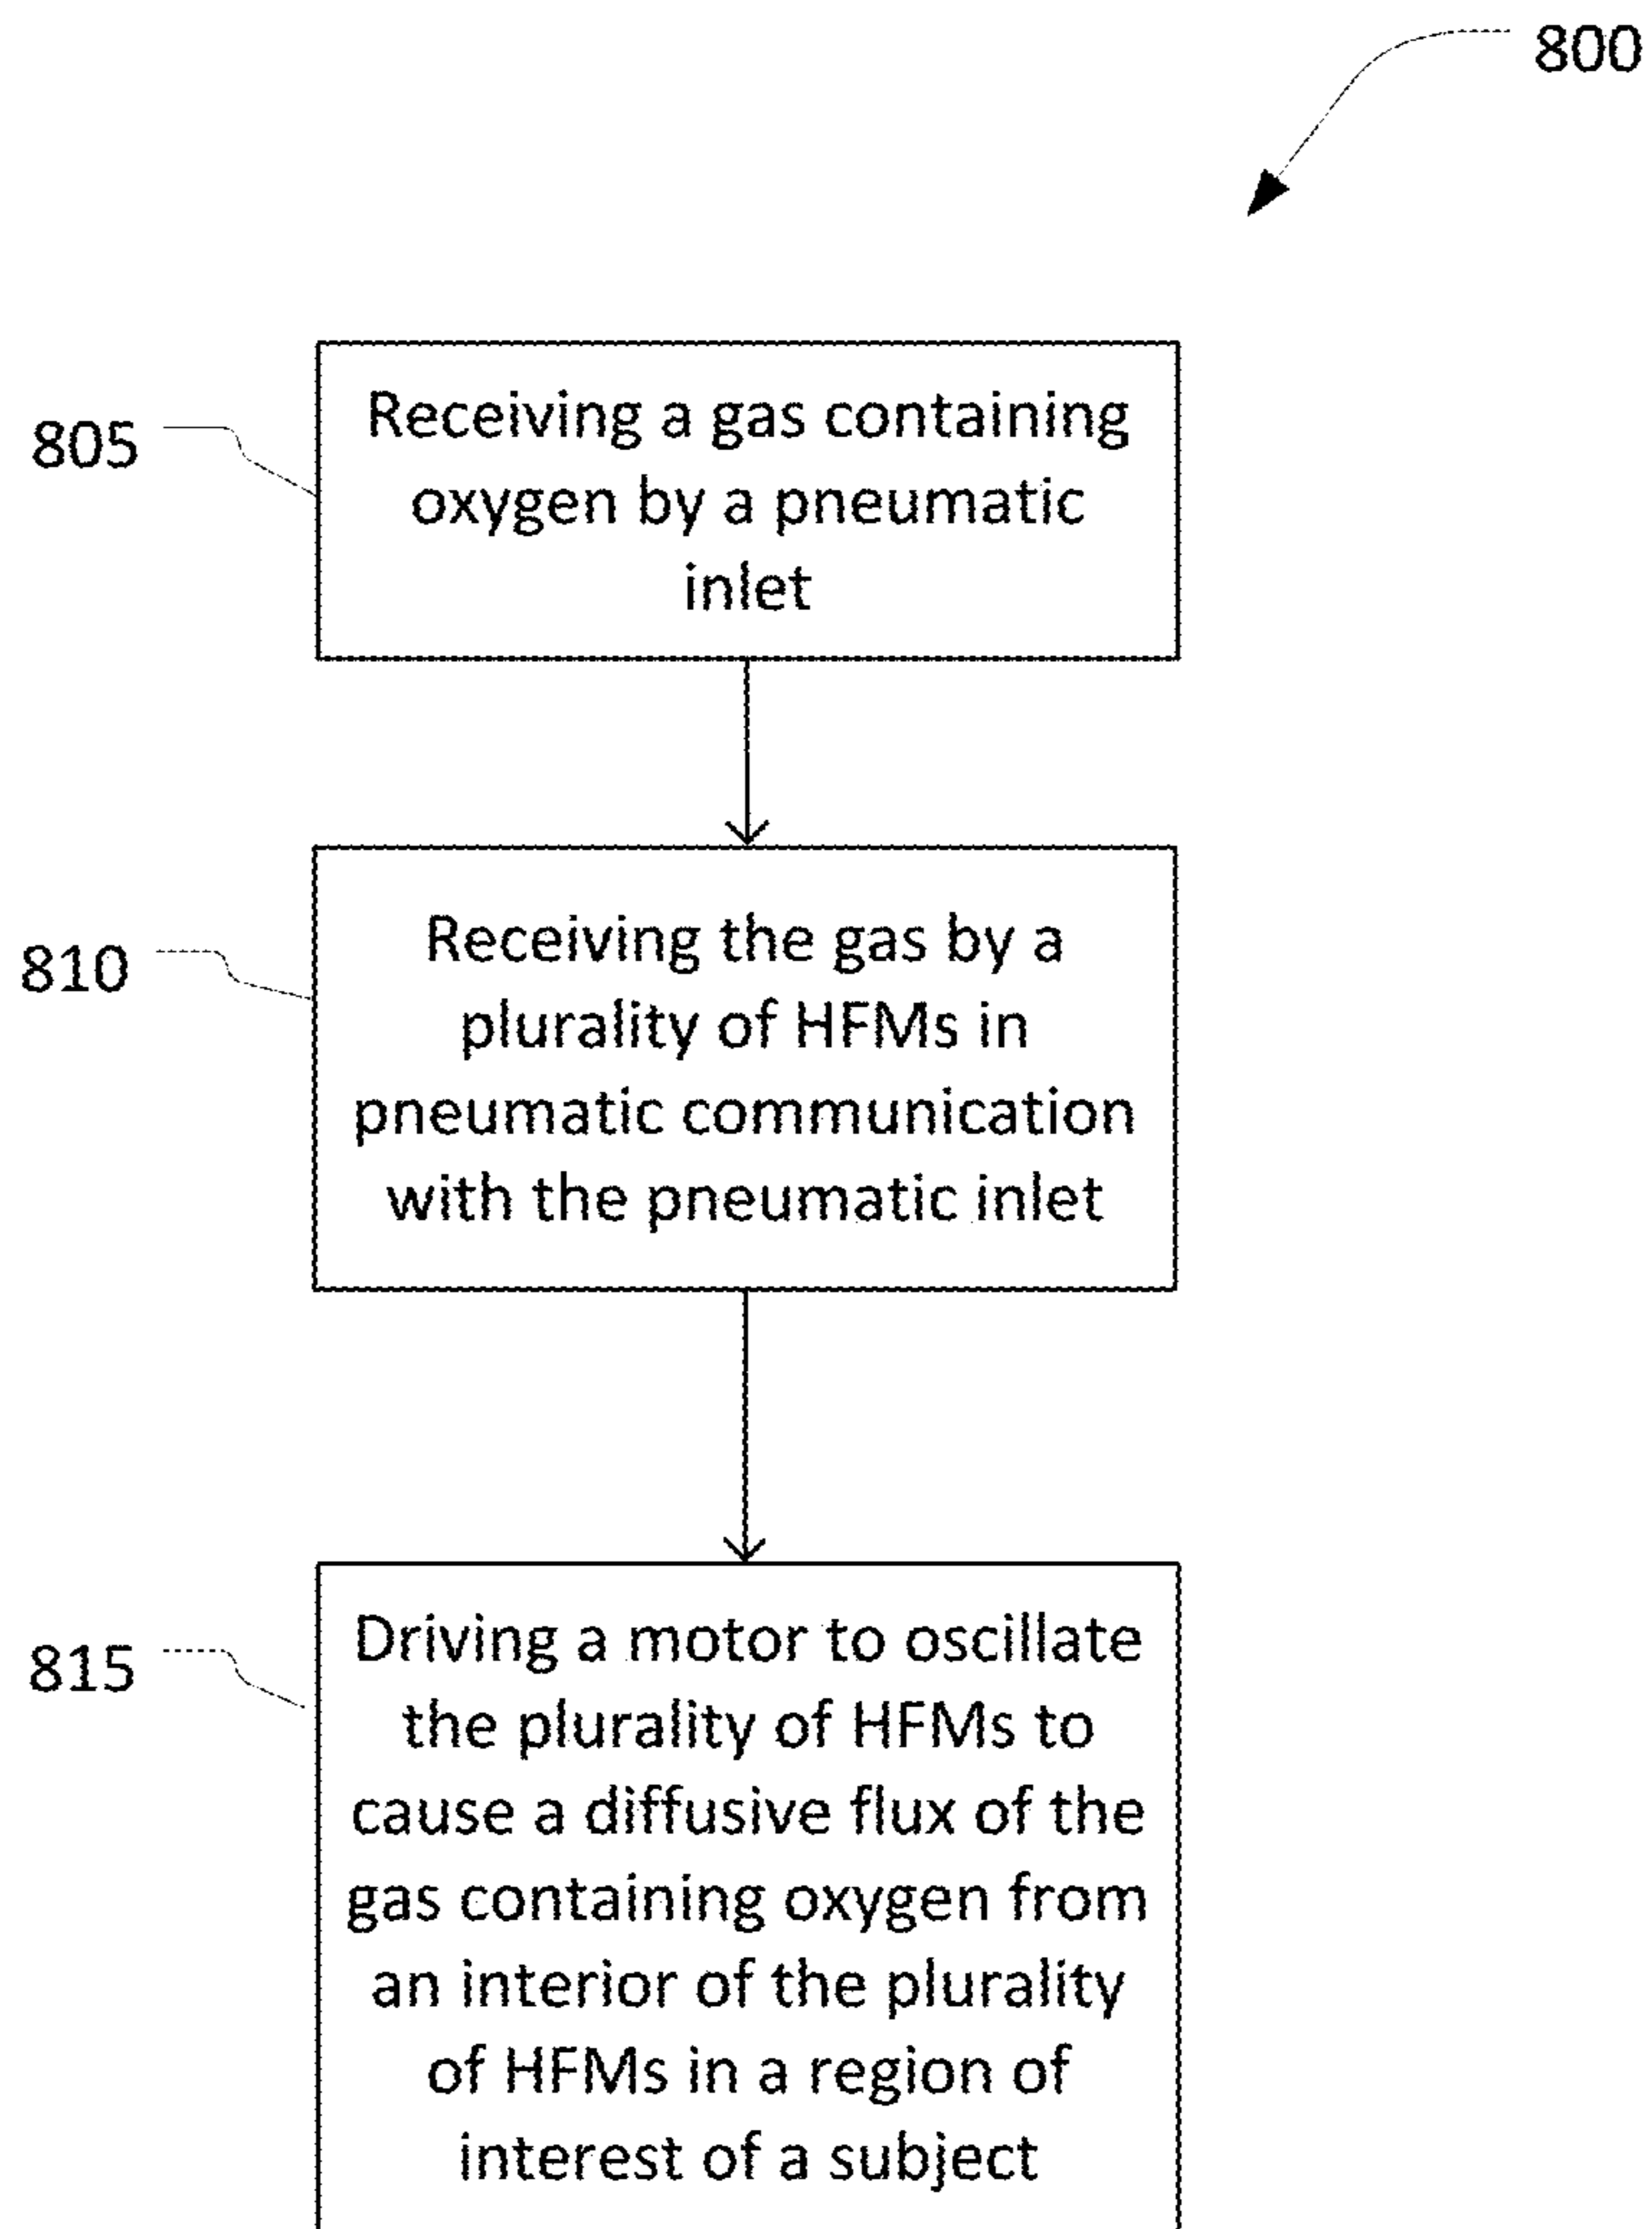 800
805
Receiving a gas containing
oxygen by a pneumatic
inlet
810
Receiving the gas by a
plurality of HFMs in
pneumatic communication
with the pneumatic inlet
815
Driving a motor to oscillate
the plurality of HFMs to
cause a diffusive flux of the
gas containing oxygen from
an interior of the plurality
of HFMs in a region of
interest of a subject